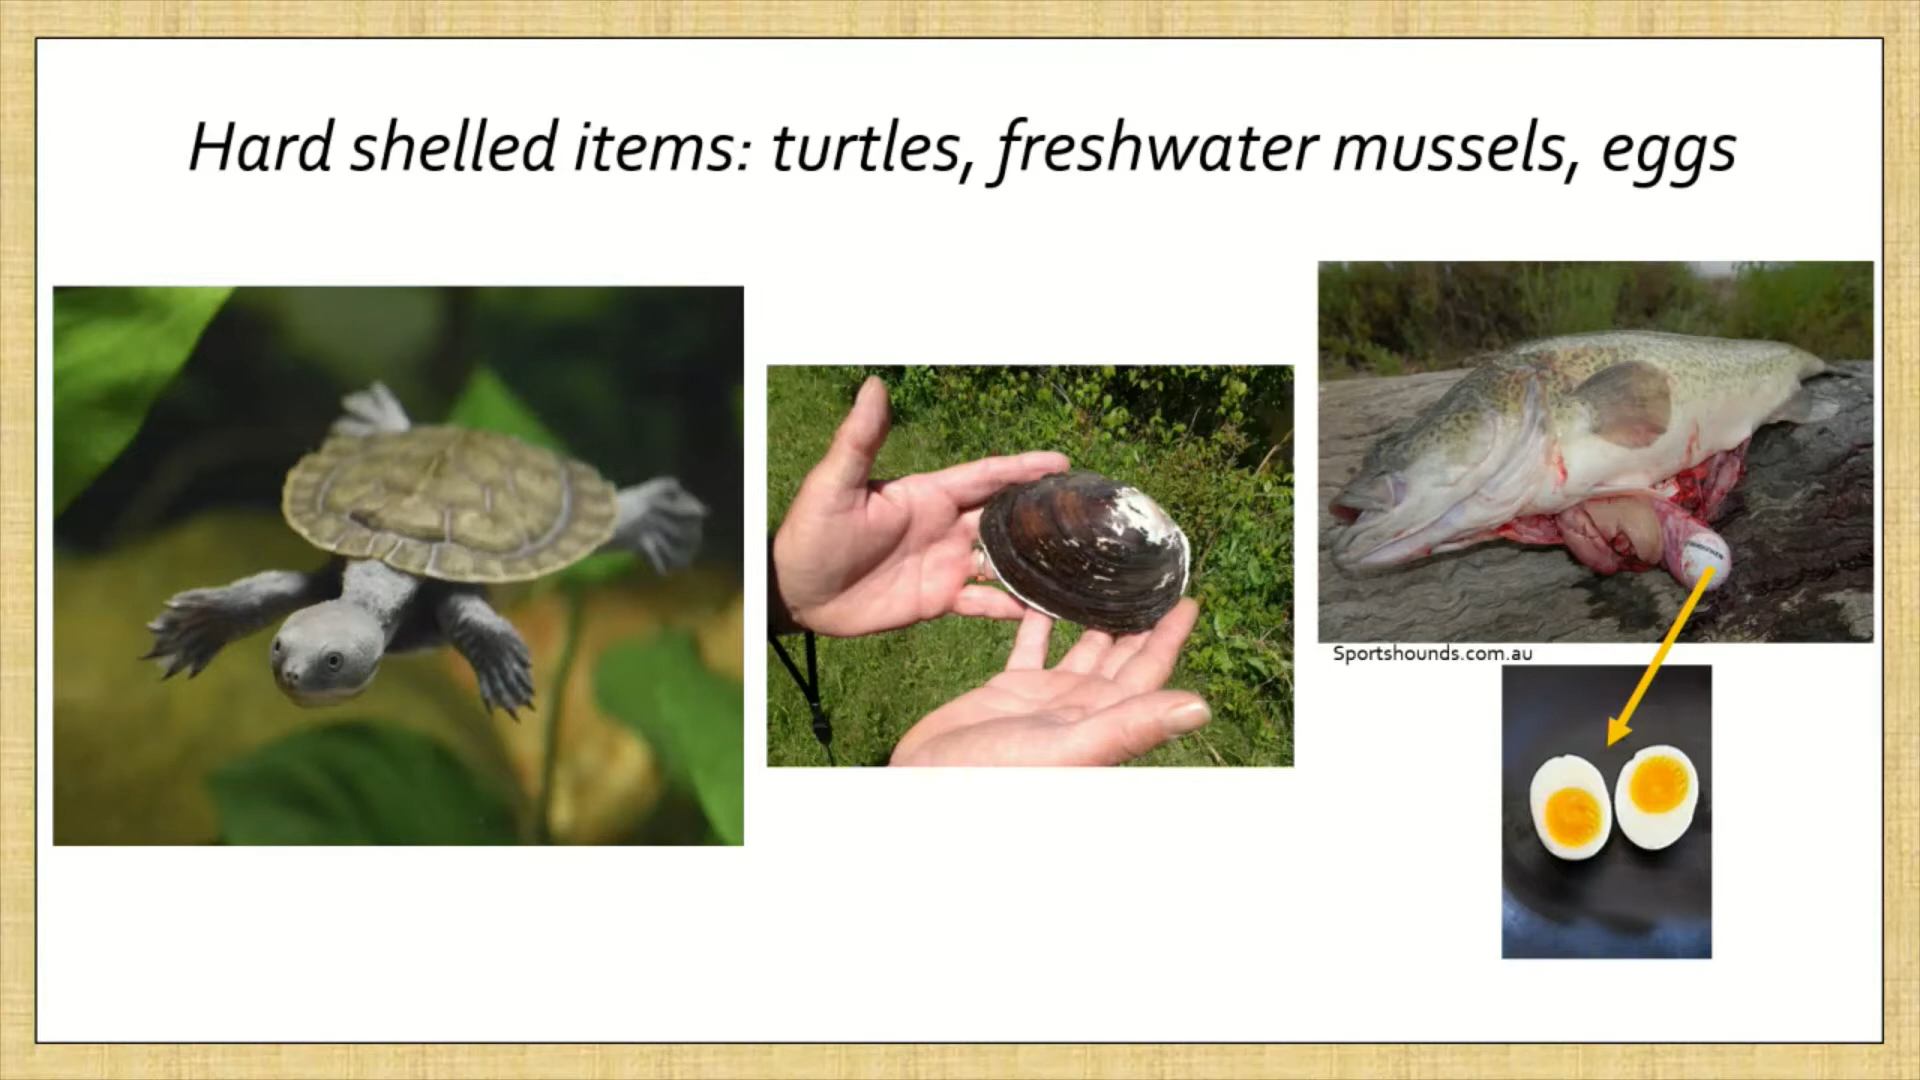 Hard shelled items: turtles, freshwater mussels, eggs
Sportshounds.com.au